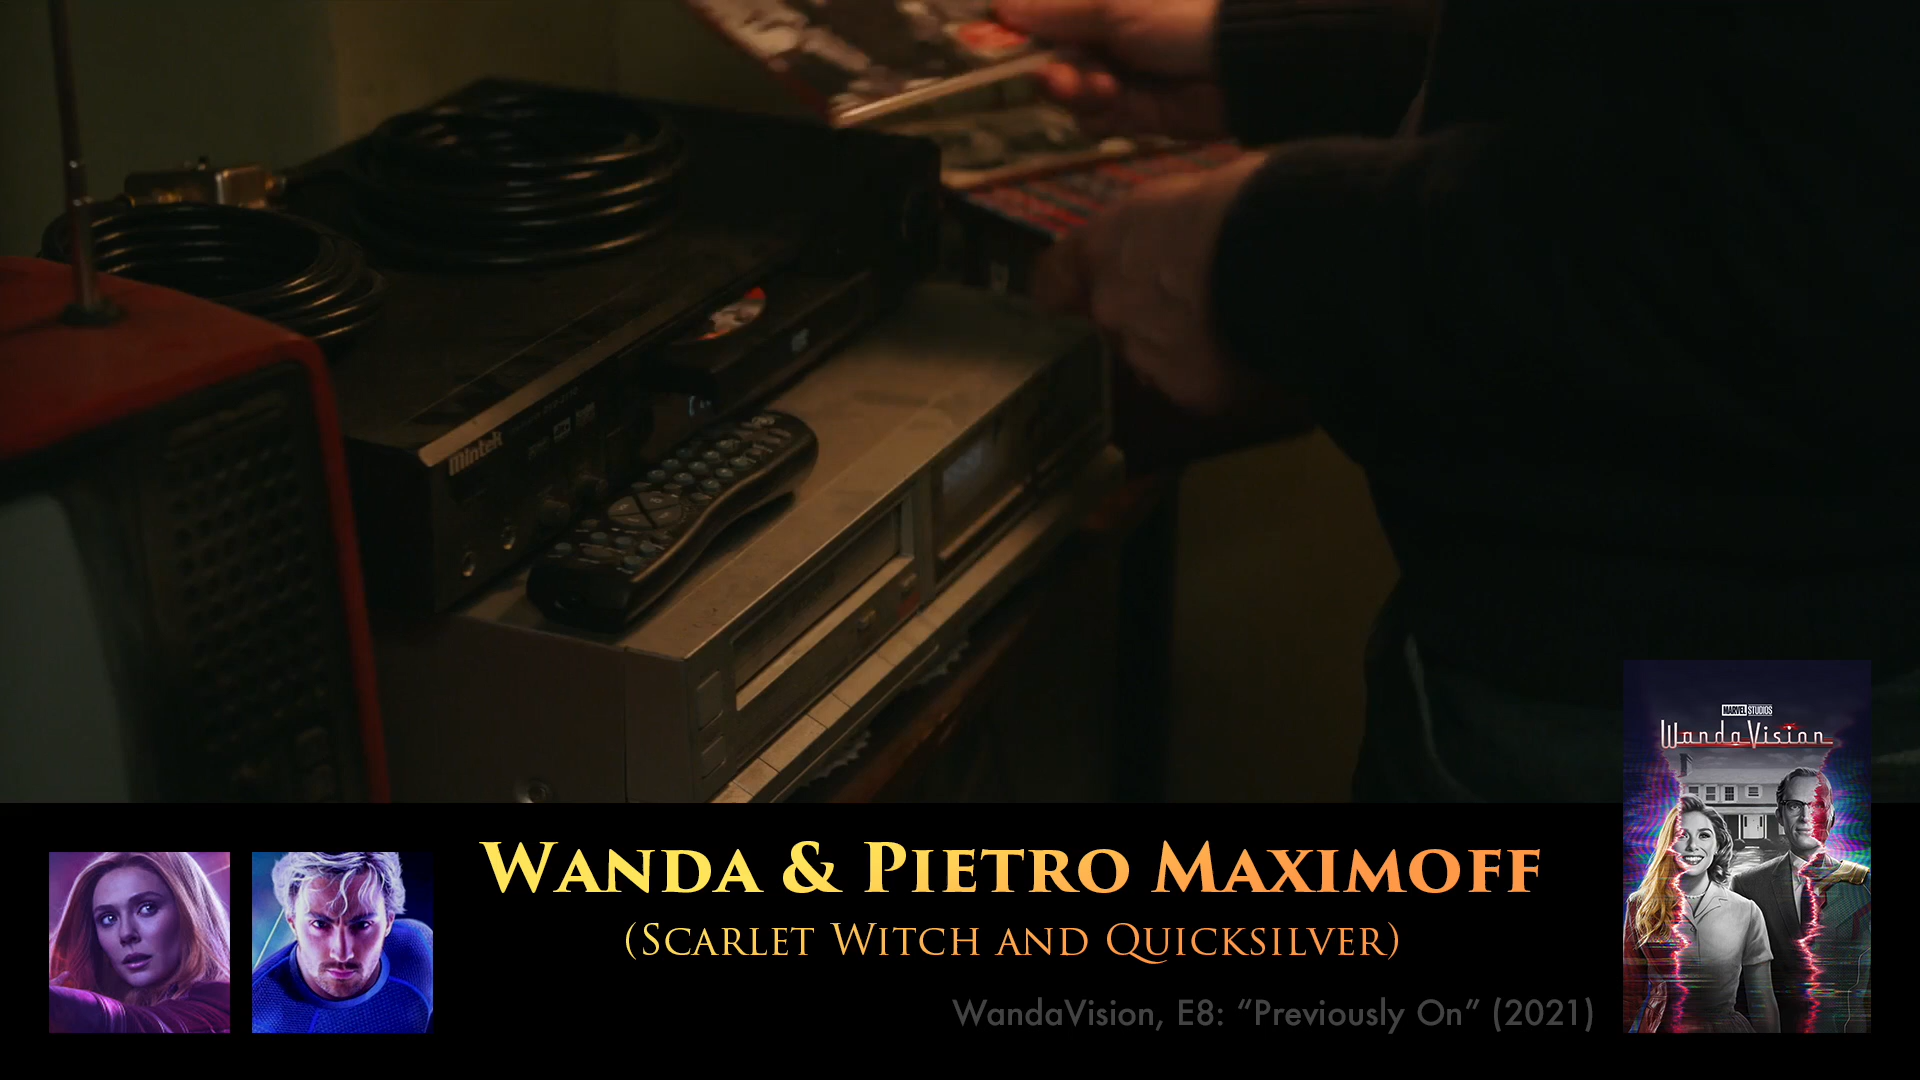 Mintek
MARVEL STUDIOS
WandaVision
WANDA & PIETRO MAXIMOFF
(SCARLET WITCH AND QUICKSILVER)
WandaVision, E8: “Previously On” (2021)